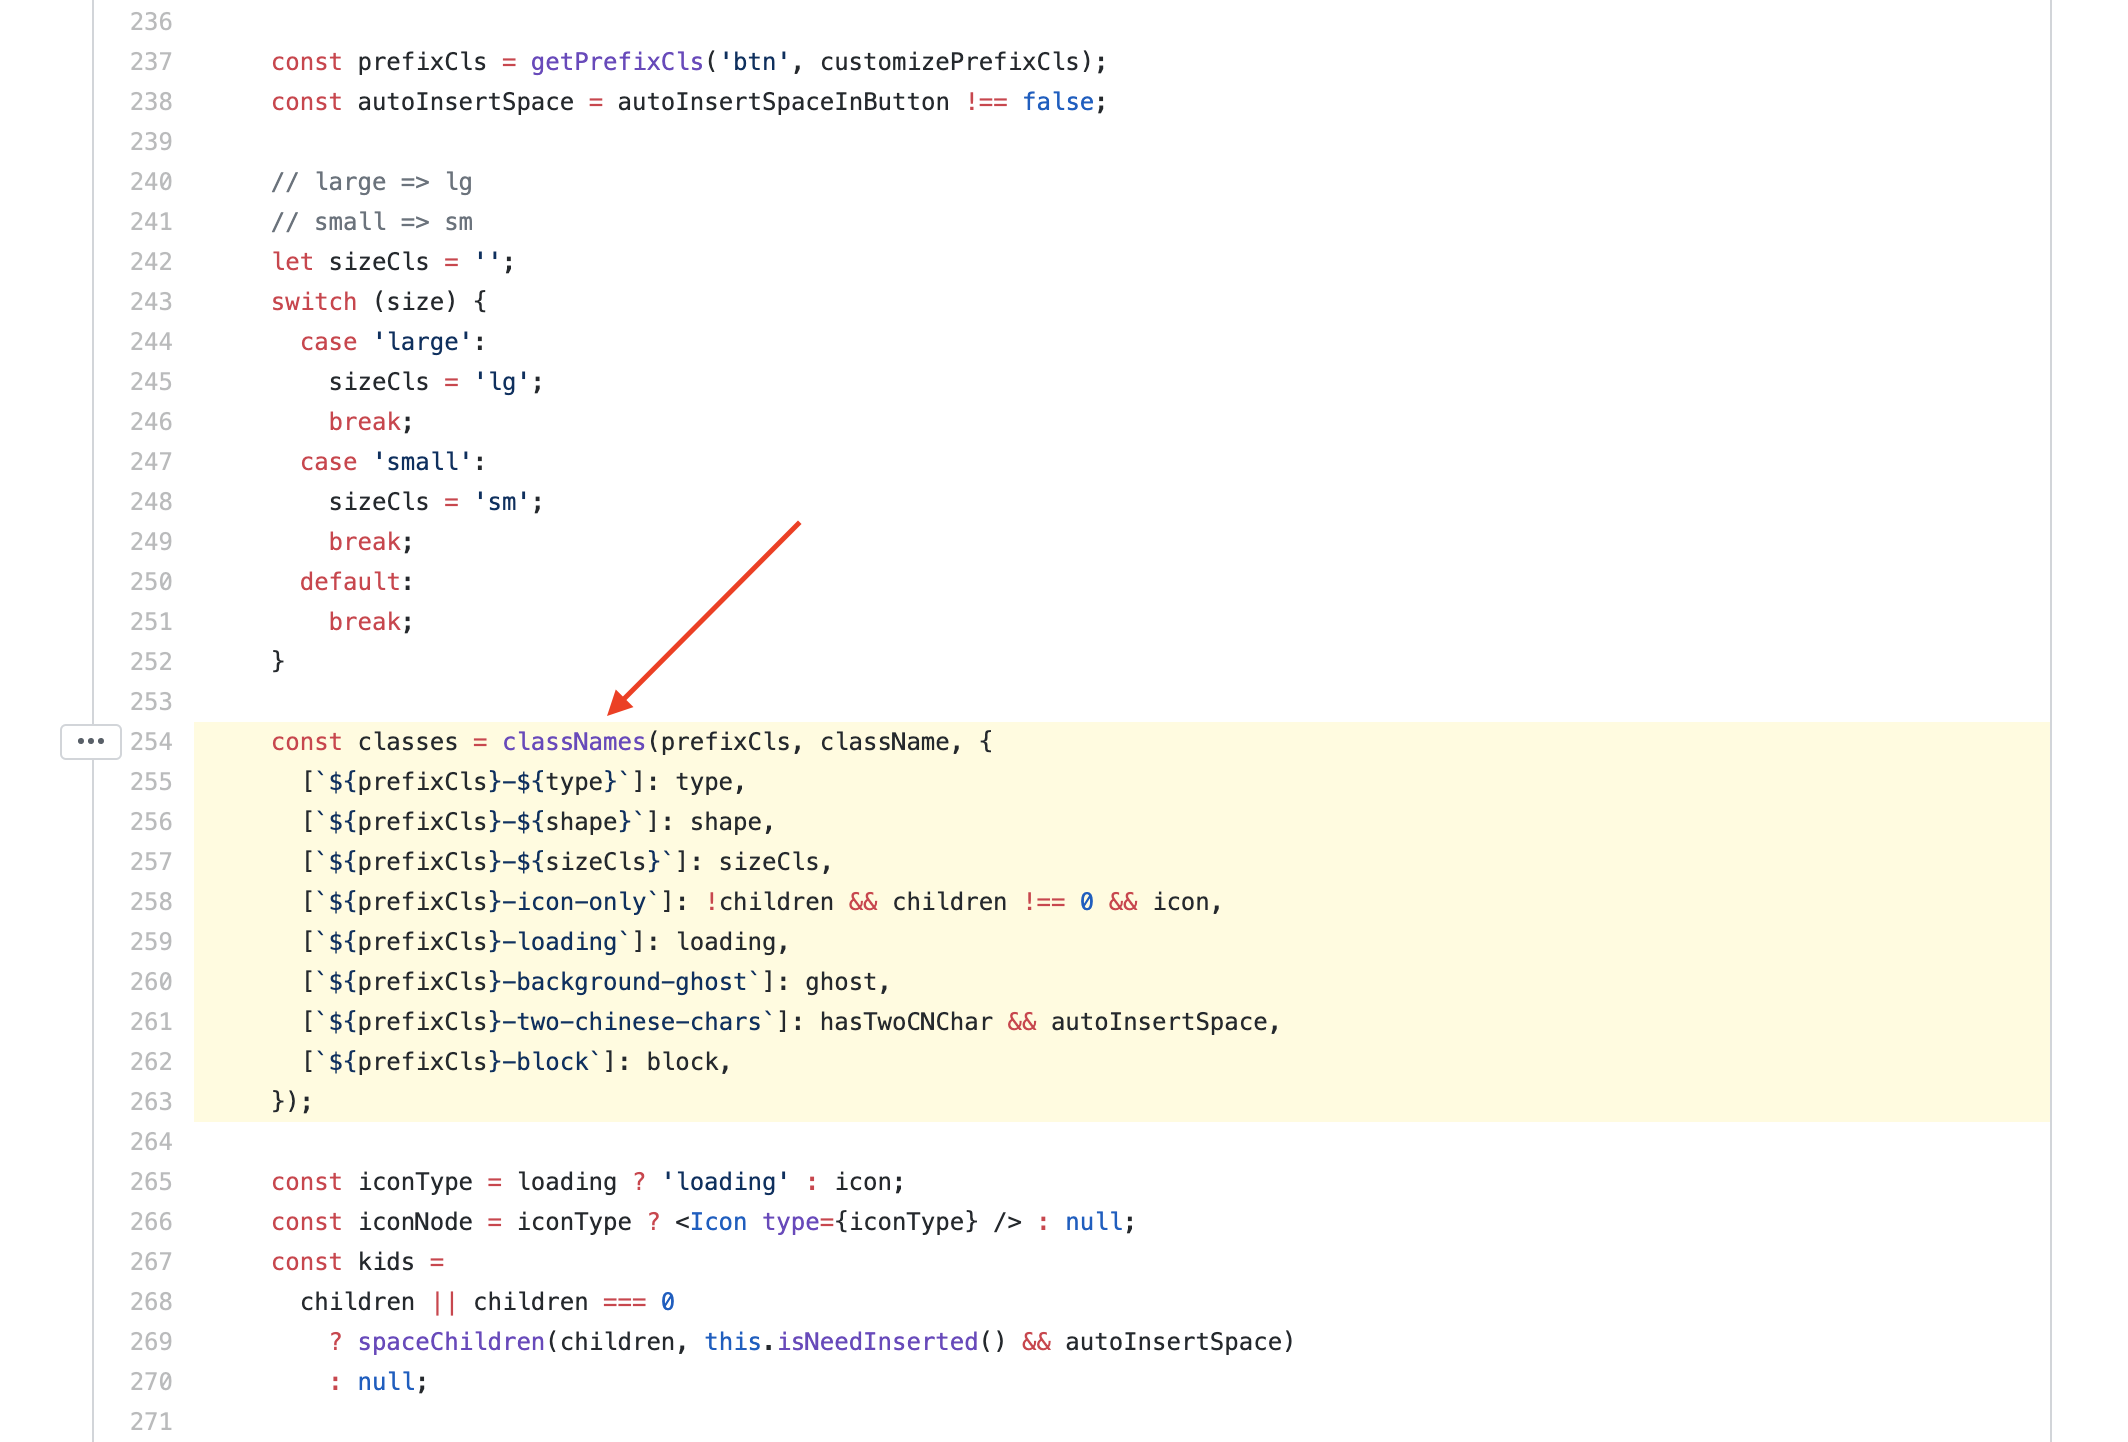 236
237 const prefixCls = getPrefixCls('btn', customizePrefixCls);
238 const autoInsertSpace = autoInsertSpaceInButton !== false;
239
240 // large => lg
241 // small => sm
242 let sizeCls = '';
243 switch (size) {
244 case 'large':
245 sizeCls = 'lg';
246 break;
247 case 'small':
248 sizeCls = 'sm';
249 break;
250 default:
251 break;
252 }
253
254 const classes = classNames(prefixCls, className, {
255 [`${prefixCls}-${type}`]: type,
256 [`${prefixCls}-${shape}`]: shape,
257 [`${prefixCls}-${sizeCls}`]: sizeCls,
258 [`${prefixCls}-icon-only`]: !children && children !== 0 && icon,
259 [`${prefixCls}-loading`]: loading,
260 [`${prefixCls}-background-ghost`]: ghost,
261 [`${prefixCls}-two-chinese-chars`]: hasTwoCNChar && autoInsertSpace,
262 [`${prefixCls}-block`]: block,
263 });
264
265 const iconType = loading ? 'loading' : icon;
266 const iconNode = iconType ? <Icon type={iconType} /> : null;
267 const kids =
268 children || children === 0
269 ? spaceChildren(children, this.isNeedInserted() && autoInsertSpace)
270 : null;
271